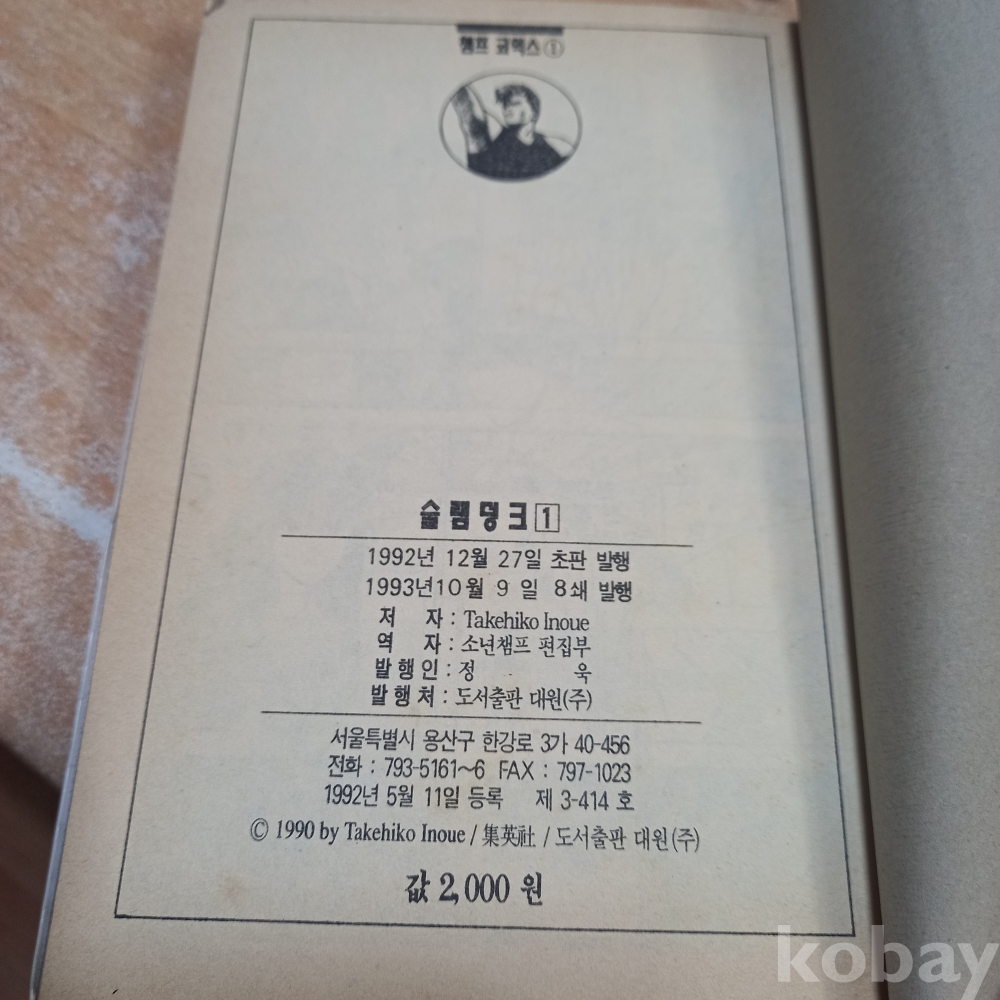 챔프 코믹스 ①
슬램덩크 1
1992년 12월 27일 초판 발행
1993년10월 9 일 8쇄 발행
저 자 : Takehiko Inoue
역 자 : 소년챔프 편집부
발행인 : 정 욱
발행처 : 도서출판 대원(주)
서울특별시 용산구 한강로 3가 40-456
전화 : 793-5161~6 FAX : 797-1023
1992년 5월 11일 등록 제 3-414 호
© 1990 by Takehiko Inoue / 集英社 / 도서출판 대원(주)
값 2,000 원
kobay